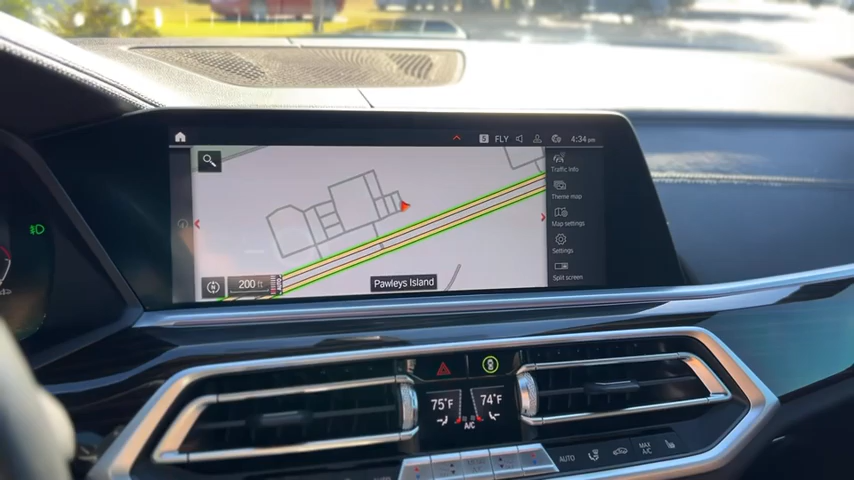 S FLY 4:34 pm
Traffic info
Theme map
Map settings
Settings
Split screen
200 ft
Pawleys Island
75°F
74°F
A/C
AUTO
MAX
A/C